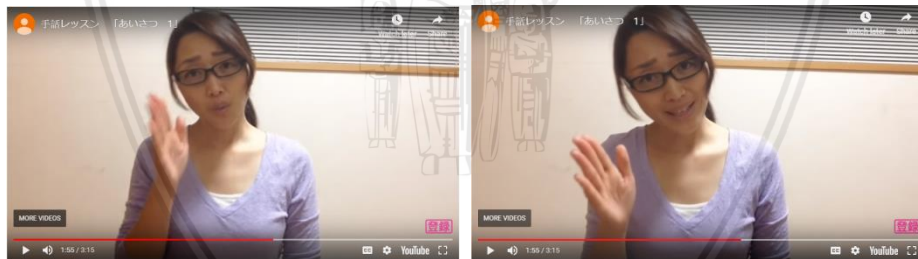 手話レッスン 「あいさつ 1」
Watch later Share
MORE VIDEOS
登録
1:55 / 3:15
CC YouTube
手話レッスン 「あいさつ 1」
Watch later Share
MORE VIDEOS
登録
1:55 / 3:15
CC YouTube